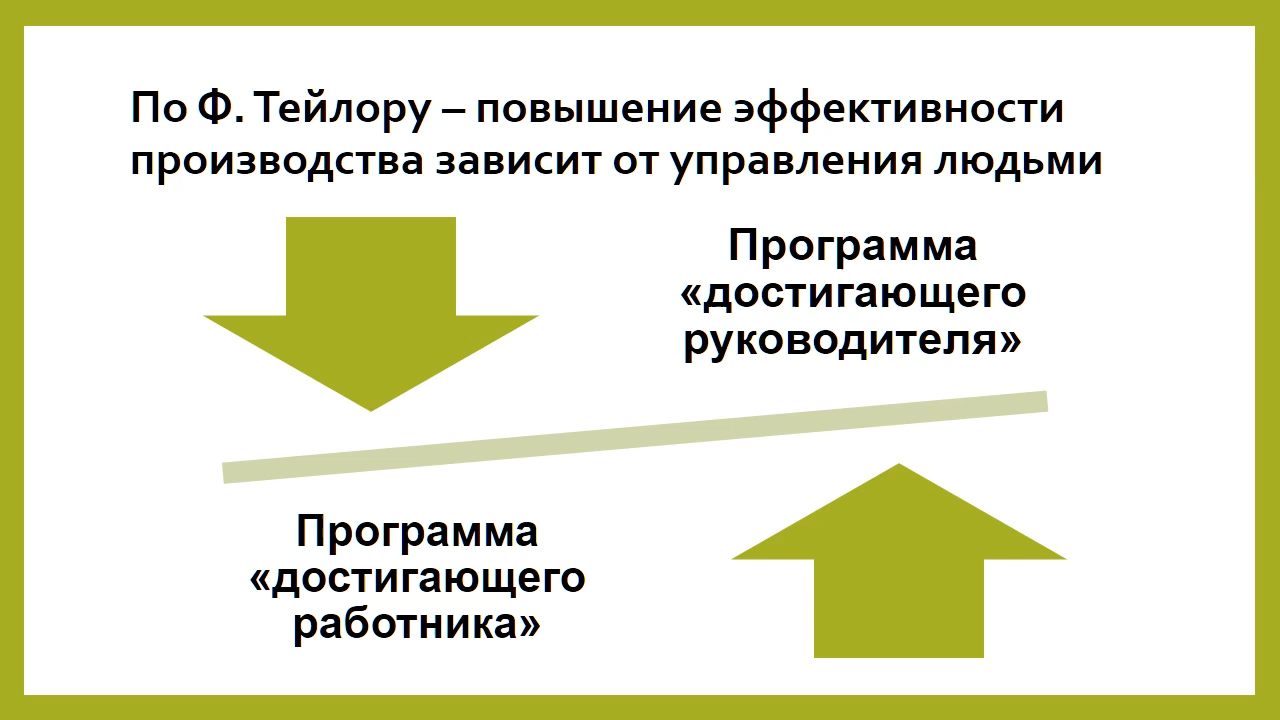 По Ф. Тейлору – повышение эффективности
производства зависит от управления людьми
Программа
«достигающего
руководителя»
Программа
«достигающего
работника»